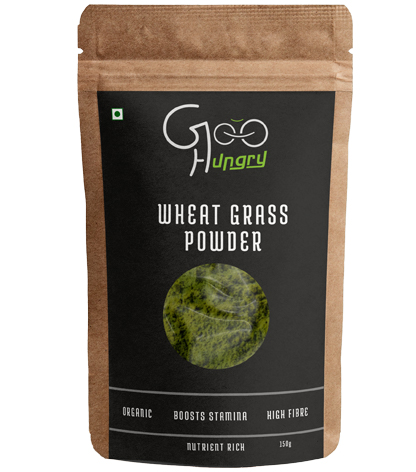 Goo
Hungry
WHEAT GRASS
POWDER
ORGANIC BOOSTS STAMINA HIGH FIBRE
NUTRIENT RICH 150g